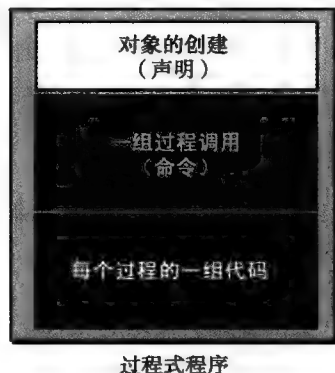 对象的创建
（声明）
一组过程调用
（命令）
每个过程的一组代码
过程式程序